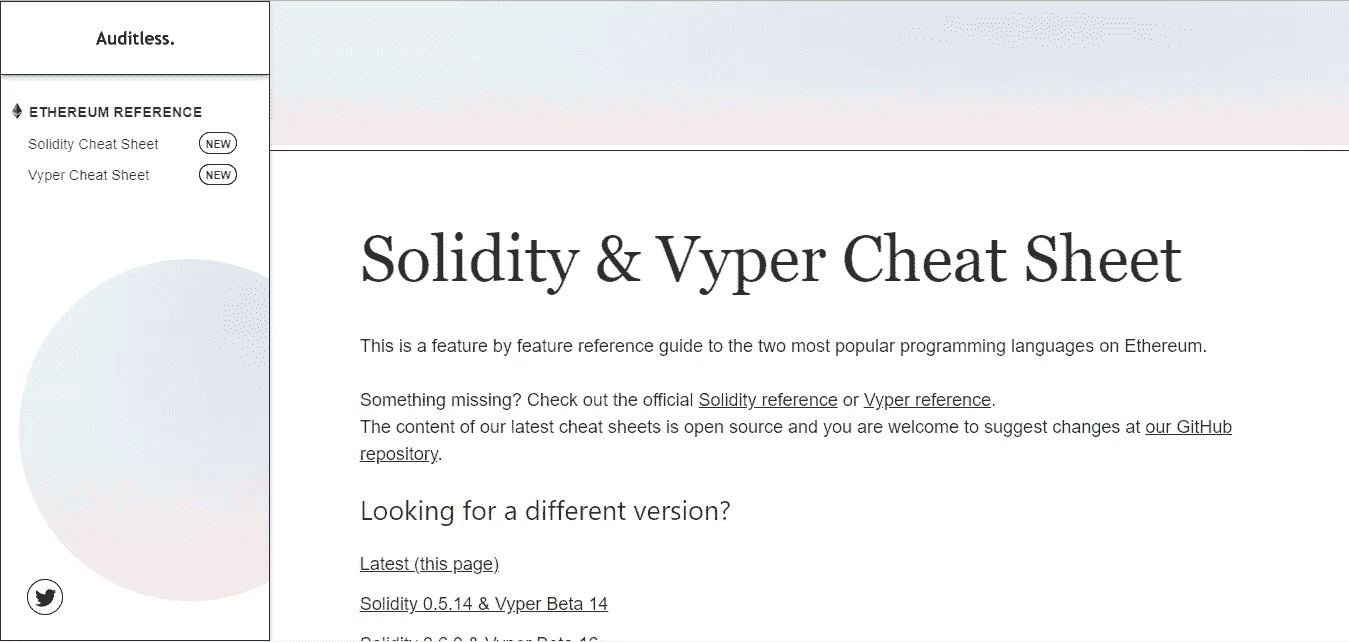 Auditless.
ETHEREUM REFERENCE
Solidity Cheat Sheet NEW
Vyper Cheat Sheet NEW
Solidity & Vyper Cheat Sheet
This is a feature by feature reference guide to the two most popular programming languages on Ethereum.
Something missing? Check out the official Solidity reference or Vyper reference.
The content of our latest cheat sheets is open source and you are welcome to suggest changes at our GitHub
repository.
Looking for a different version?
Latest (this page)
Solidity 0.5.14 & Vyper Beta 14